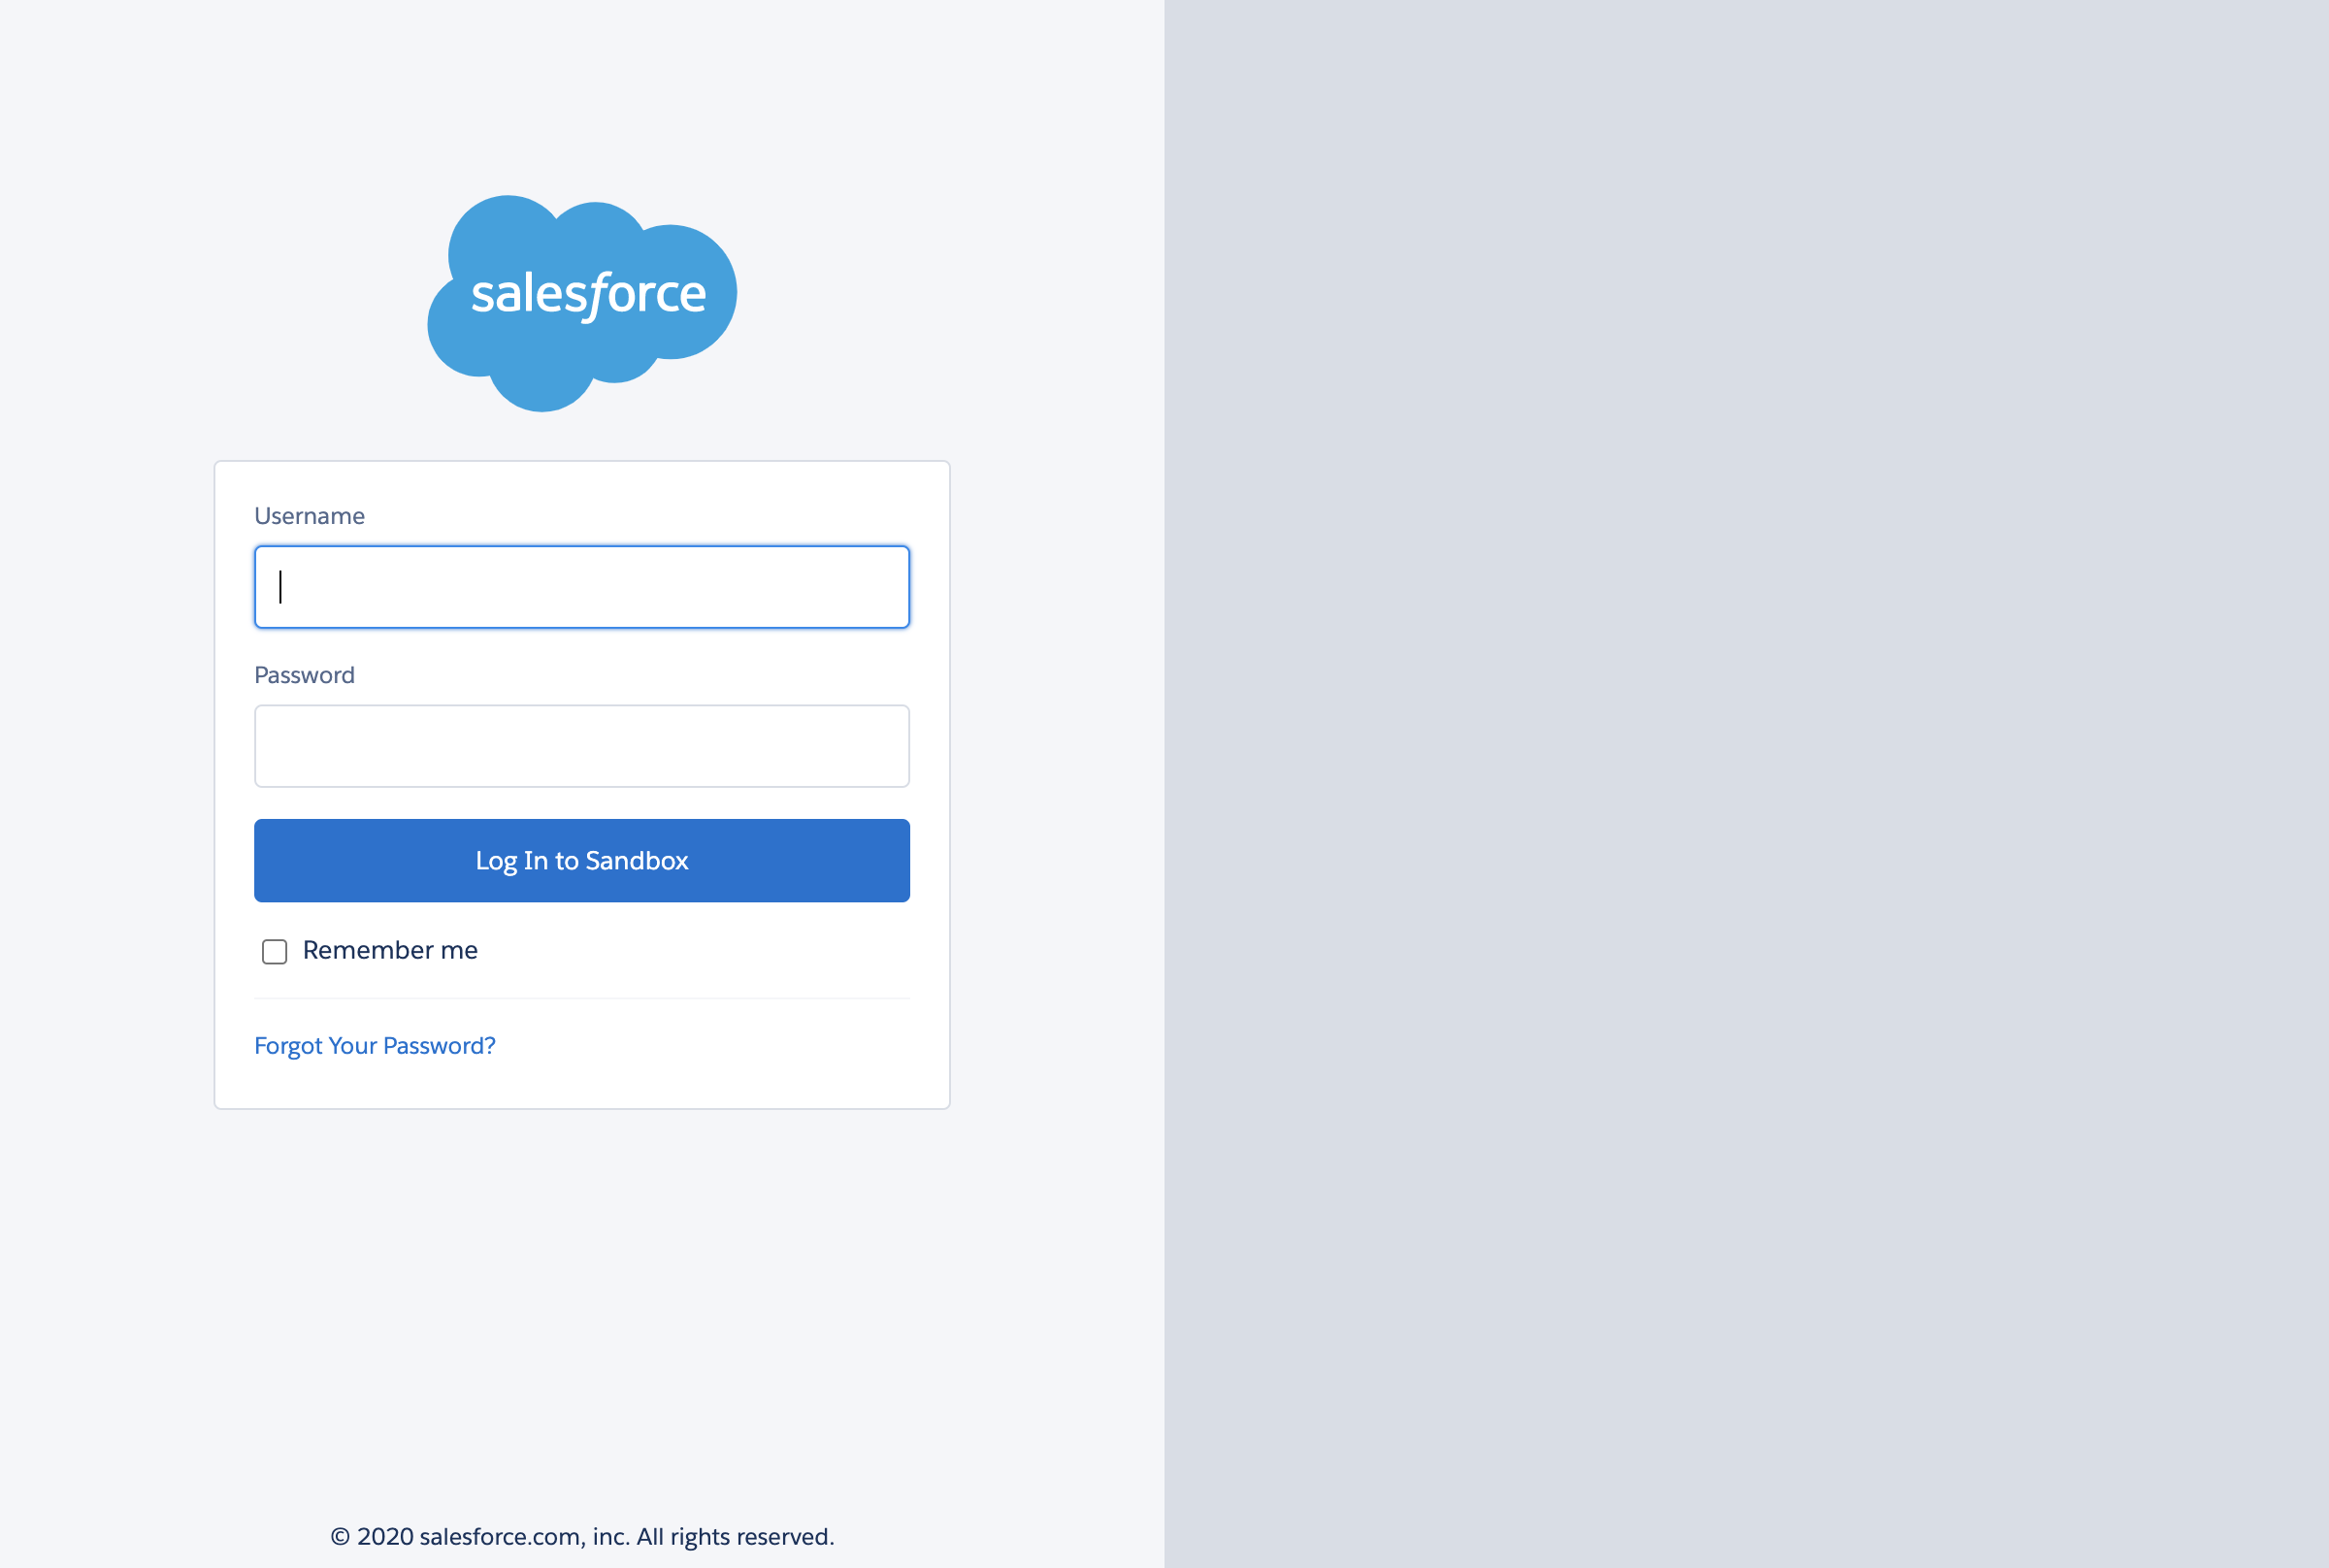 salesforce
Username
Password
Log In to Sandbox
Remember me
Forgot Your Password?
© 2020 salesforce.com, inc. All rights reserved.